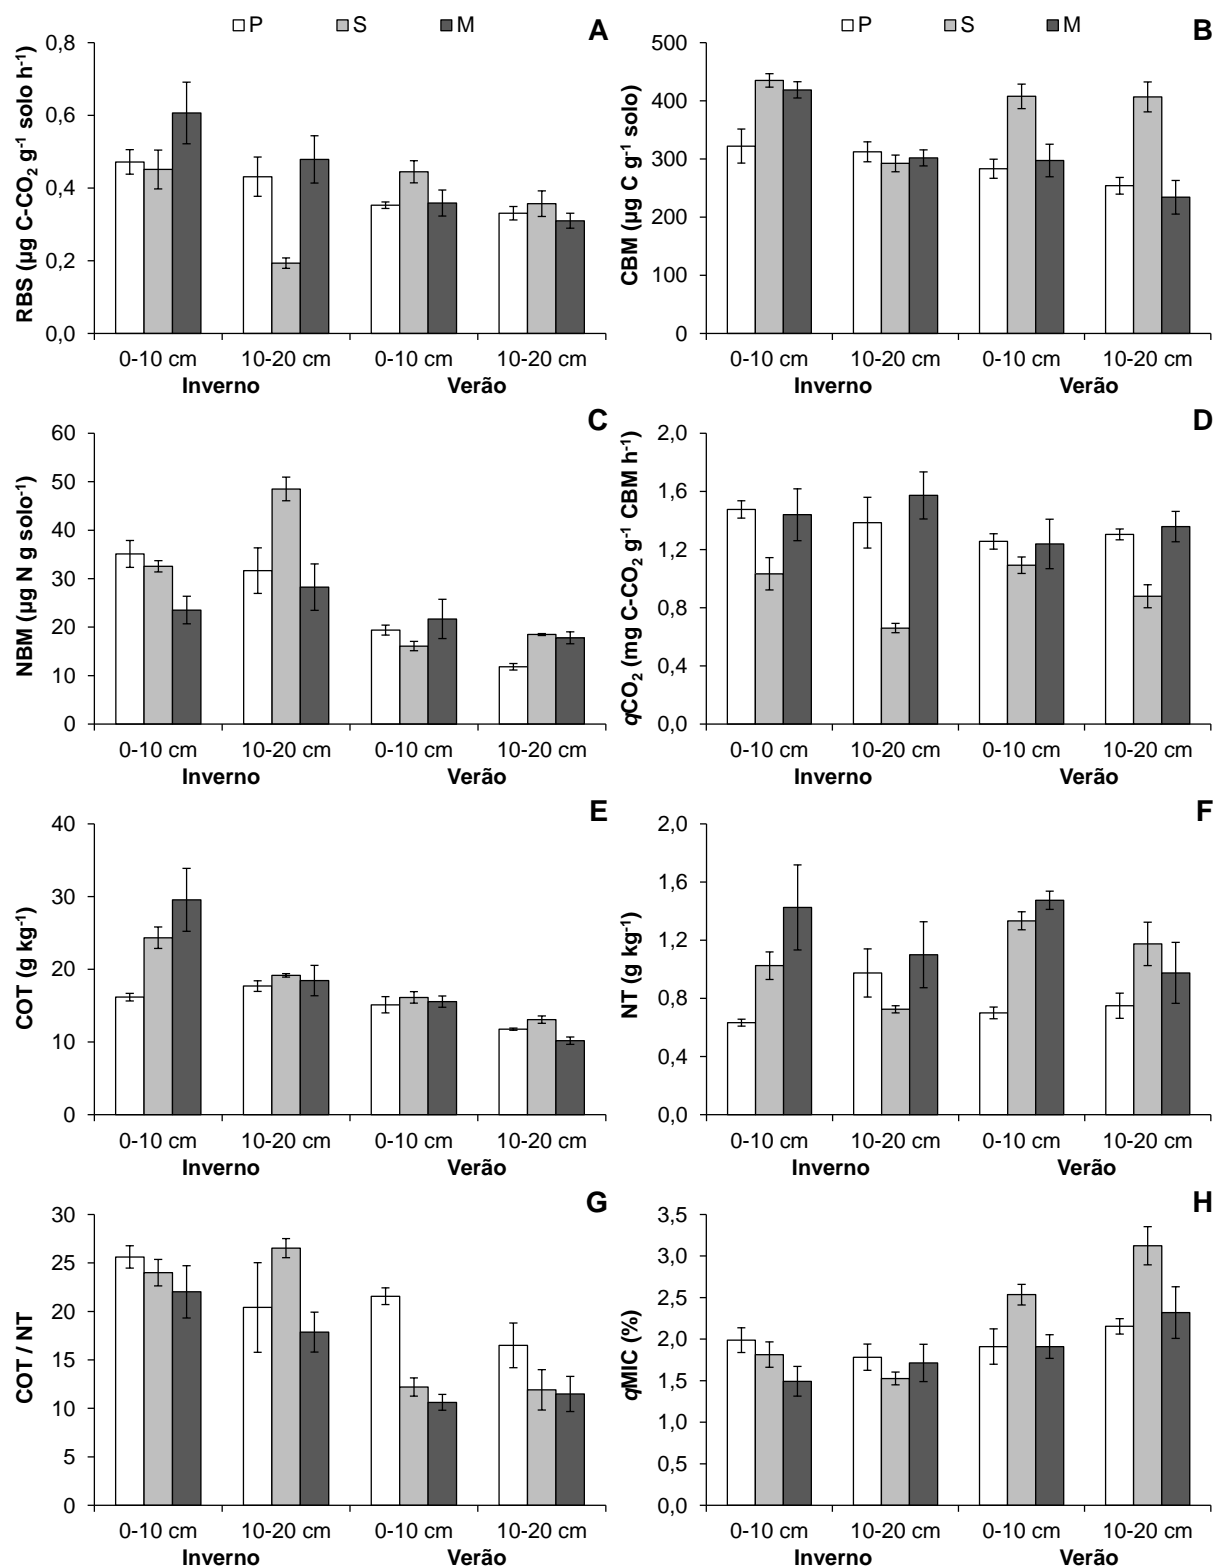 P S M A
RBS (µg C-CO₂ g⁻¹ solo h⁻¹)
0,8
0,6
0,4
0,2
0,0
0-10 cm 10-20 cm 0-10 cm 10-20 cm
Inverno Verão
P S M B
CBM (µg C g⁻¹ solo)
500
400
300
200
100
0
0-10 cm 10-20 cm 0-10 cm 10-20 cm
Inverno Verão
C
NBM (µg N g solo⁻¹)
60
50
40
30
20
10
0
0-10 cm 10-20 cm 0-10 cm 10-20 cm
Inverno Verão
D
qCO₂ (mg C-CO₂ g⁻¹ CBM h⁻¹)
2,0
1,6
1,2
0,8
0,4
0,0
0-10 cm 10-20 cm 0-10 cm 10-20 cm
Inverno Verão
E
COT (g kg⁻¹)
40
30
20
10
0
0-10 cm 10-20 cm 0-10 cm 10-20 cm
Inverno Verão
F
NT (g kg⁻¹)
2,0
1,6
1,2
0,8
0,4
0,0
0-10 cm 10-20 cm 0-10 cm 10-20 cm
Inverno Verão
G
COT / NT
30
25
20
15
10
5
0
0-10 cm 10-20 cm 0-10 cm 10-20 cm
Inverno Verão
H
qMIC (%)
3,5
3,0
2,5
2,0
1,5
1,0
0,5
0,0
0-10 cm 10-20 cm 0-10 cm 10-20 cm
Inverno Verão